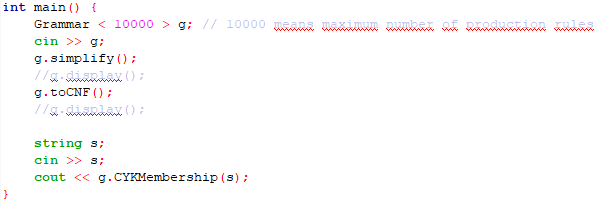 int main() {
    Grammar < 10000 > g; // 10000 means maximum number of production rules
    cin >> g;
    g.simplify();
    //g.display();
    g.toCNF();
    //g.display();

    string s;
    cin >> s;
    cout << g.CYKMembership(s);
}